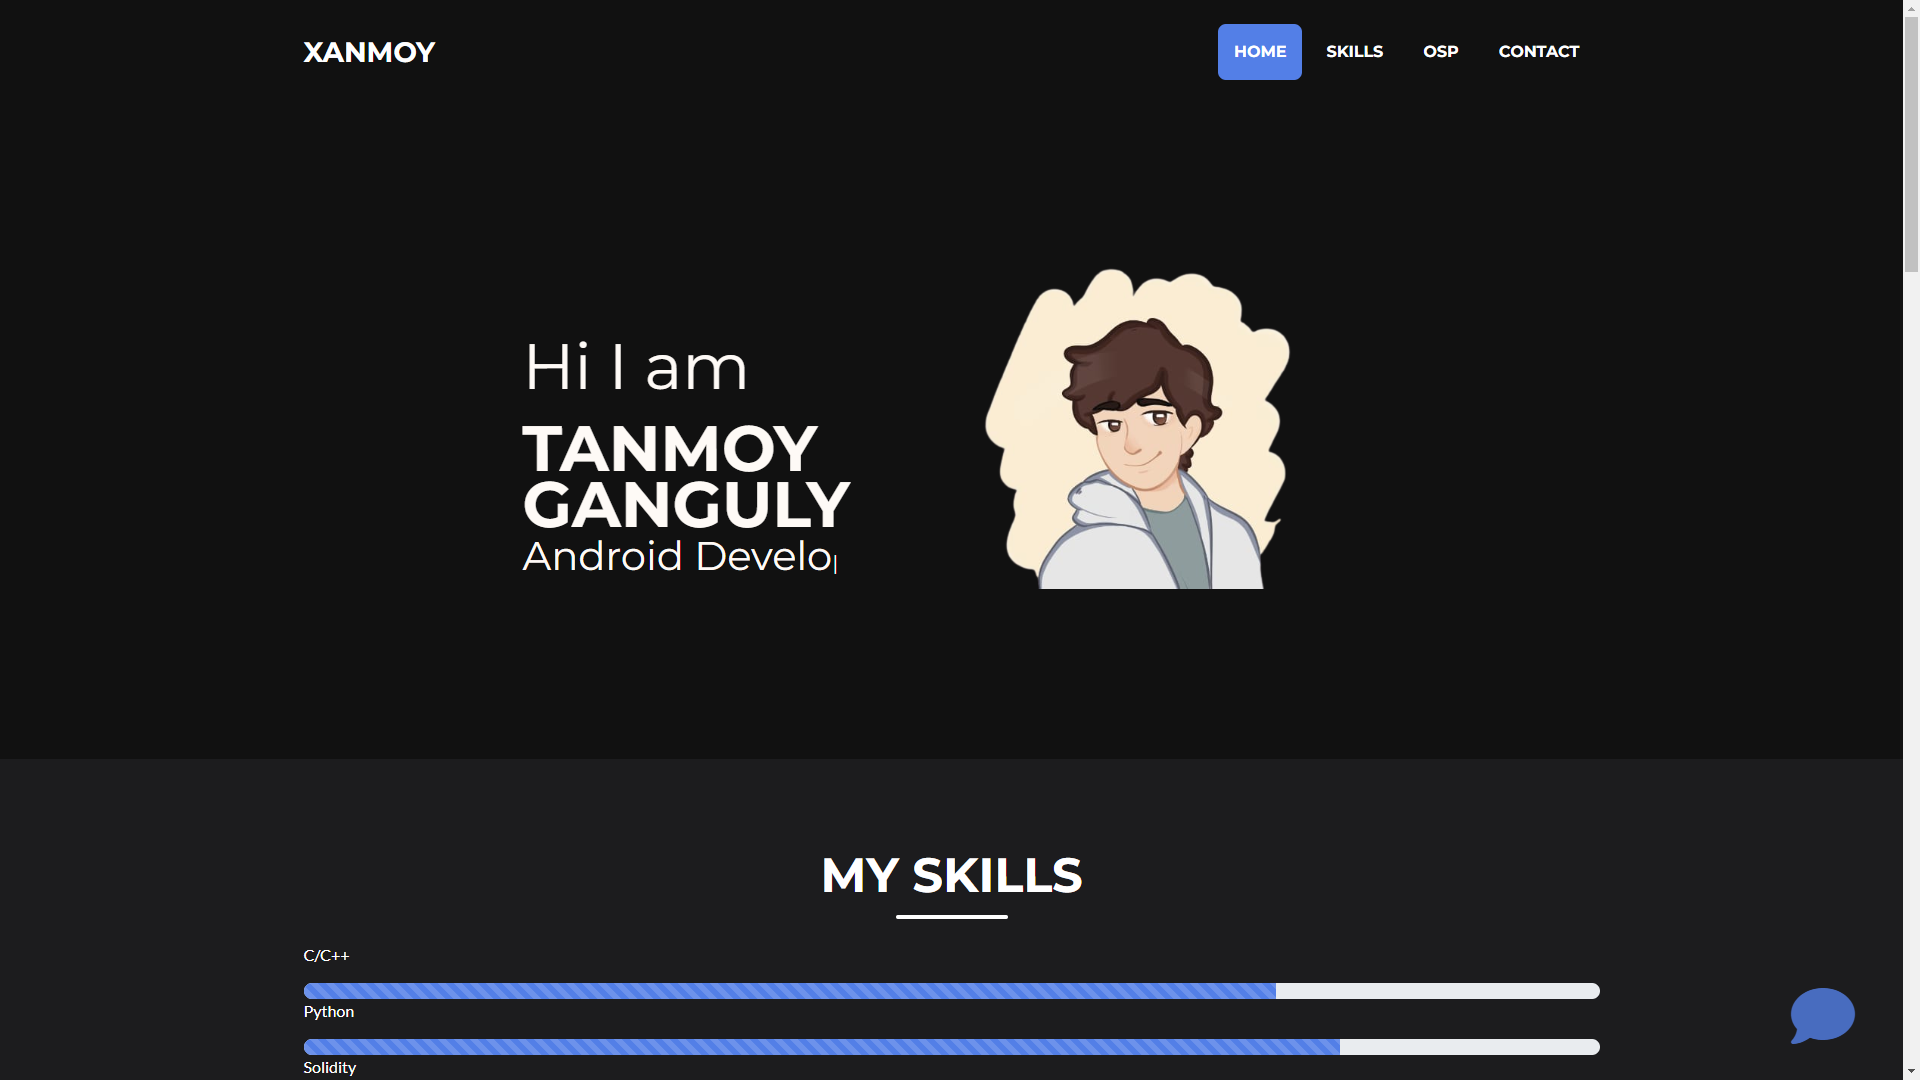 XANMOY
HOME SKILLS OSP CONTACT
Hi I am
TANMOY
GANGULY
Android Develo|
MY SKILLS
C/C++
Python
Solidity